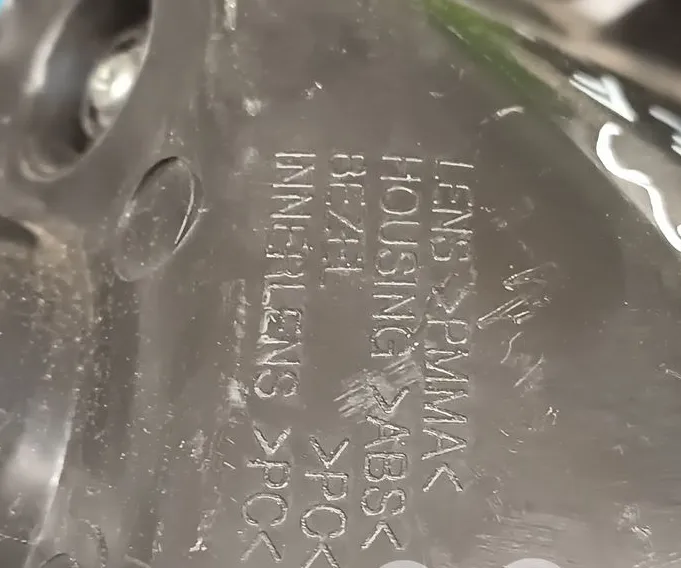 LENS >PMMA<
HOUSING >ABS<
BEZEL >PC<
INNERLENS >PC<